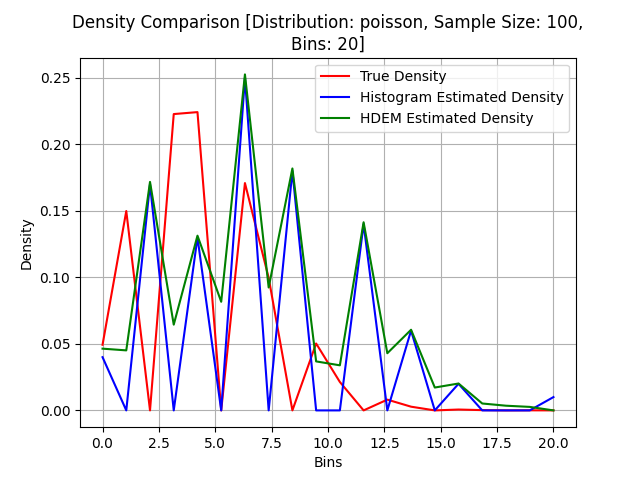 Density Comparison [Distribution: poisson, Sample Size: 100,
Bins: 20]
True Density
Histogram Estimated Density
HDEM Estimated Density
Density
0.25
0.20
0.15
0.10
0.05
0.00
0.0 2.5 5.0 7.5 10.0 12.5 15.0 17.5 20.0
Bins